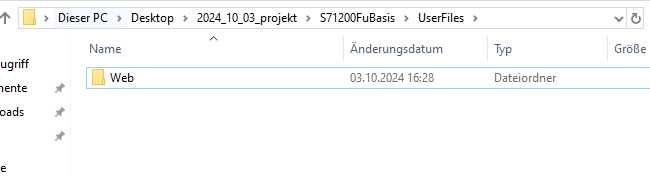 Dieser PC > Desktop > 2024_10_03_projekt > S71200FuBasis > UserFiles >
Name Änderungsdatum Typ Größe
ugriff
Web 03.10.2024 16:28 Dateiordner
mente
oads
e